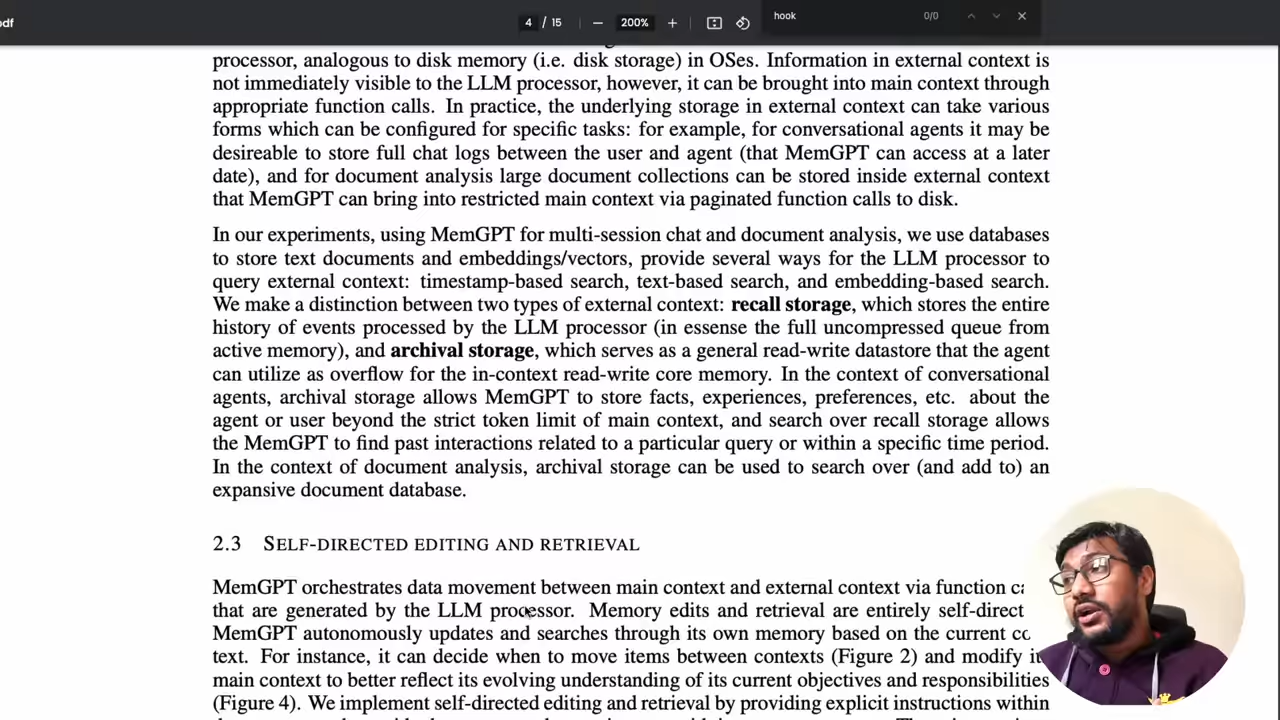 odf
4 / 15
200%
hook
0/0
processor, analogous to disk memory (i.e. disk storage) in OSes. Information in external context is
not immediately visible to the LLM processor, however, it can be brought into main context through
appropriate function calls. In practice, the underlying storage in external context can take various
forms which can be configured for specific tasks: for example, for conversational agents it may be
desireable to store full chat logs between the user and agent (that MemGPT can access at a later
date), and for document analysis large document collections can be stored inside external context
that MemGPT can bring into restricted main context via paginated function calls to disk.
In our experiments, using MemGPT for multi-session chat and document analysis, we use databases
to store text documents and embeddings/vectors, provide several ways for the LLM processor to
query external context: timestamp-based search, text-based search, and embedding-based search.
We make a distinction between two types of external context: recall storage, which stores the entire
history of events processed by the LLM processor (in essense the full uncompressed queue from
active memory), and archival storage, which serves as a general read-write datastore that the agent
can utilize as overflow for the in-context read-write core memory. In the context of conversational
agents, archival storage allows MemGPT to store facts, experiences, preferences, etc. about the
agent or user beyond the strict token limit of main context, and search over recall storage allows
the MemGPT to find past interactions related to a particular query or within a specific time period.
In the context of document analysis, archival storage can be used to search over (and add to) an
expansive document database.
2.3 SELF-DIRECTED EDITING AND RETRIEVAL
MemGPT orchestrates data movement between main context and external context via function ca
that are generated by the LLM processor. Memory edits and retrieval are entirely self-direct
MemGPT autonomously updates and searches through its own memory based on the current co
text. For instance, it can decide when to move items between contexts (Figure 2) and modify it
main context to better reflect its evolving understanding of its current objectives and responsibilities
(Figure 4). We implement self-directed editing and retrieval by providing explicit instructions within